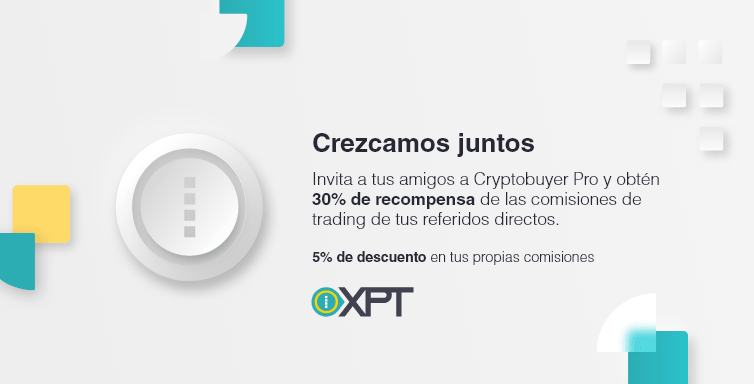 Crezcamos juntos
Invita a tus amigos a Cryptobuyer Pro y obtén
30% de recompensa de las comisiones de
trading de tus referidos directos.
5% de descuento en tus propias comisiones
XPT